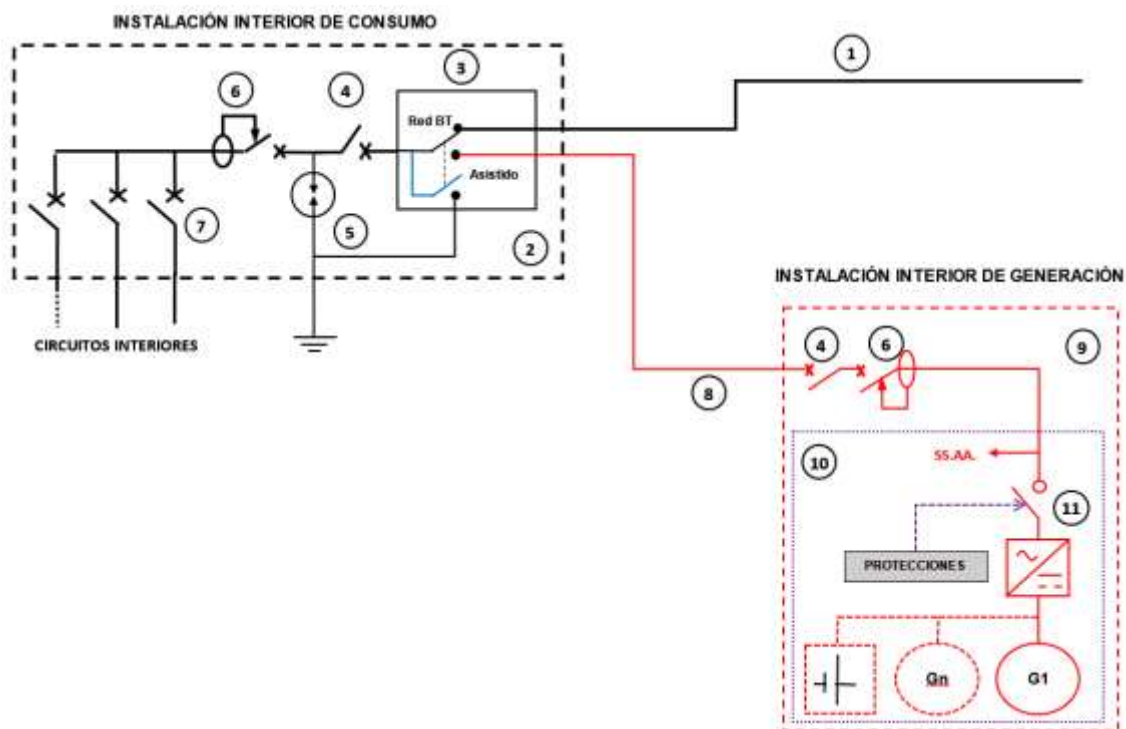 INSTALACIÓN INTERIOR DE CONSUMO
1
3
6
4
Red BT
Asistido
7
5
2
CIRCUITOS INTERIORES
INSTALACIÓN INTERIOR DE GENERACIÓN
4
6
9
8
10
SS.AA.
11
PROTECCIONES
Gn
G1